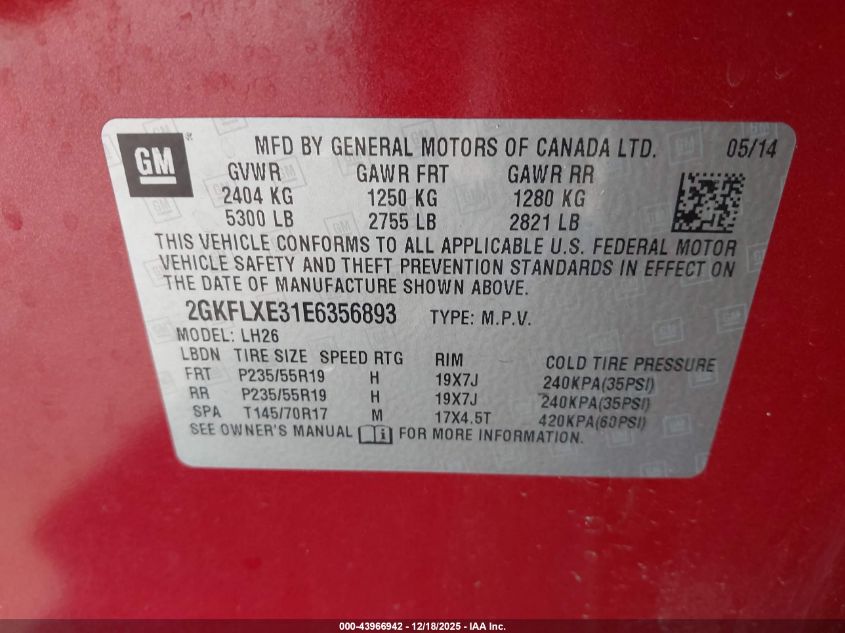 GM
MFD BY GENERAL MOTORS OF CANADA LTD. 05/14
GVWR GAWR FRT GAWR RR
2404 KG 1250 KG 1280 KG
5300 LB 2755 LB 2821 LB
THIS VEHICLE CONFORMS TO ALL APPLICABLE U.S. FEDERAL MOTOR
VEHICLE SAFETY AND THEFT PREVENTION STANDARDS IN EFFECT ON
THE DATE OF MANUFACTURE SHOWN ABOVE.
2GKFLXE31E6356893 TYPE: M.P.V.
MODEL: LH26
LBDN TIRE SIZE SPEED RTG RIM COLD TIRE PRESSURE
FRT P235/55R19 H 19X7J 240KPA(35PSI)
RR P235/55R19 H 19X7J 240KPA(35PSI)
SPA T145/70R17 M 17X4.5T 420KPA(60PSI)
SEE OWNER'S MANUAL i FOR MORE INFORMATION.
000-43966942 - 12/18/2025 - IAA Inc.